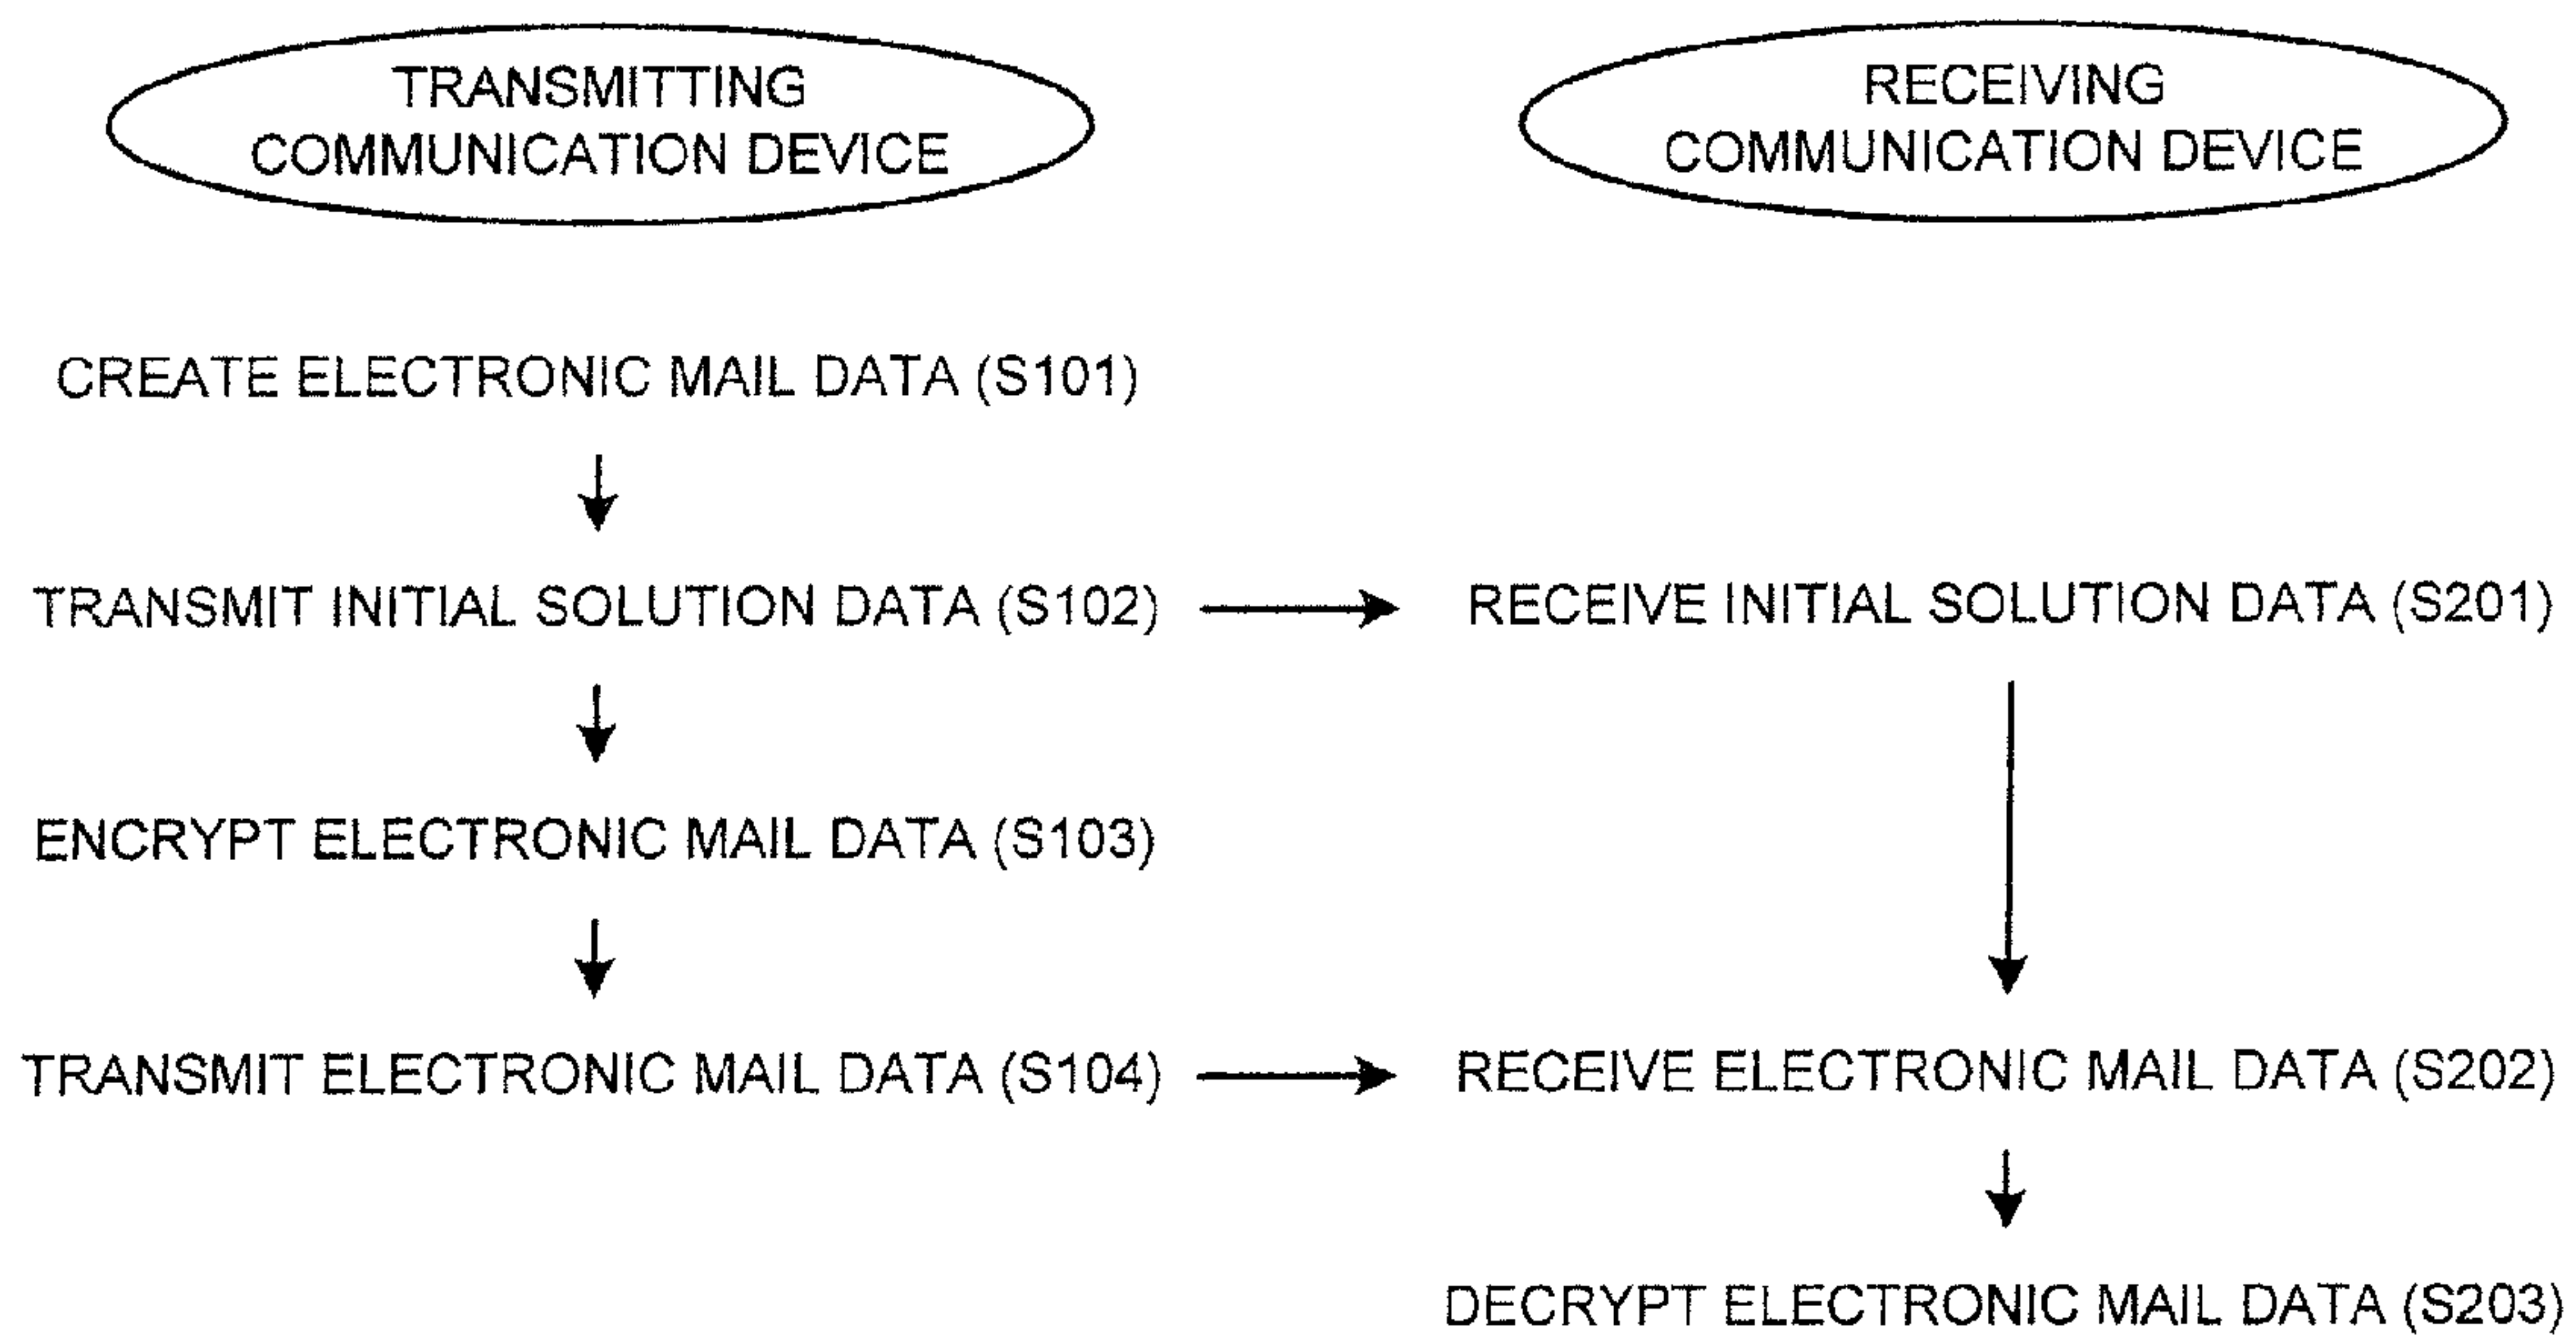 TRANSMITTING
COMMUNICATION DEVICE
RECEIVING
COMMUNICATION DEVICE
CREATE ELECTRONIC MAIL DATA (S101)
TRANSMIT INITIAL SOLUTION DATA (S102)
RECEIVE INITIAL SOLUTION DATA (S201)
ENCRYPT ELECTRONIC MAIL DATA (S103)
TRANSMIT ELECTRONIC MAIL DATA (S104)
RECEIVE ELECTRONIC MAIL DATA (S202)
DECRYPT ELECTRONIC MAIL DATA (S203)